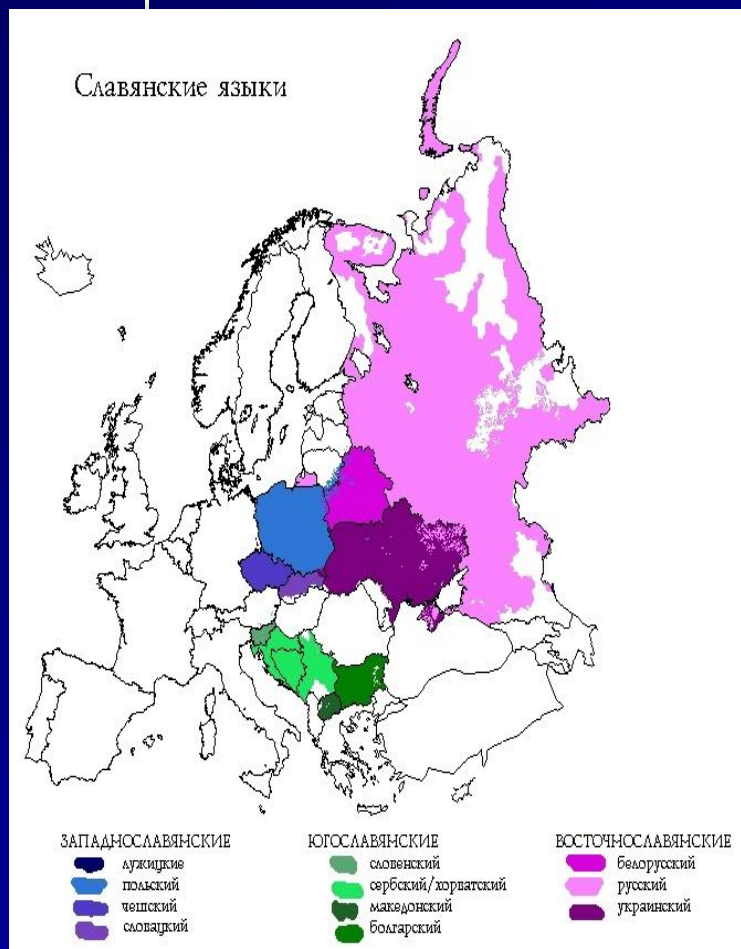 Славянские языки
ЗАПАДНОСЛАВЯНСКИЕ
лужицкие
польский
чешский
словацкий
ЮГОСЛАВЯНСКИЕ
словенский
сербский/хорватский
македонский
болгарский
ВОСТОЧНОСЛАВЯНСКИЕ
белорусский
русский
украинский